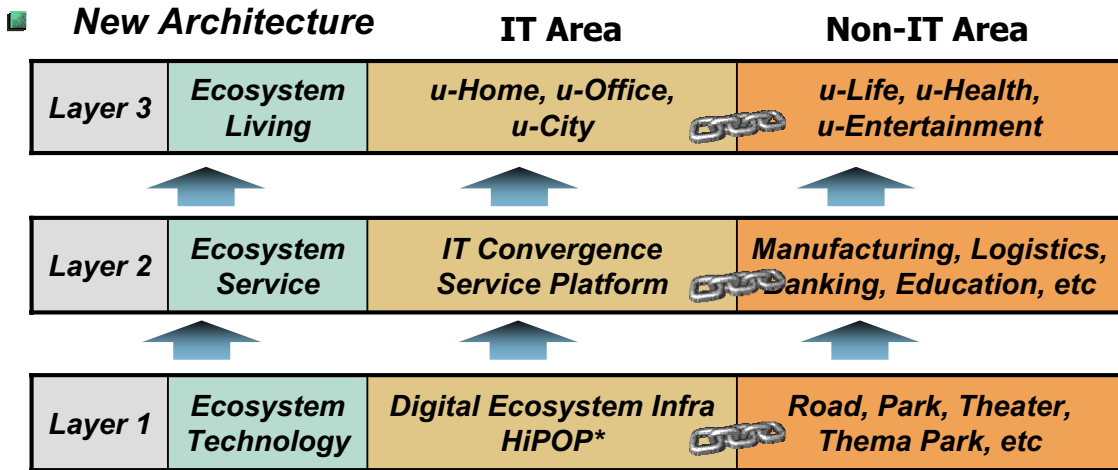 New Architecture
IT Area
Non-IT Area
Layer 3
Ecosystem
Living
u-Home, u-Office,
u-City
u-Life, u-Health,
u-Entertainment
Layer 2
Ecosystem
Service
IT Convergence
Service Platform
Manufacturing, Logistics,
Banking, Education, etc
Layer 1
Ecosystem
Technology
Digital Ecosystem Infra
HiPOP*
Road, Park, Theater,
Thema Park, etc